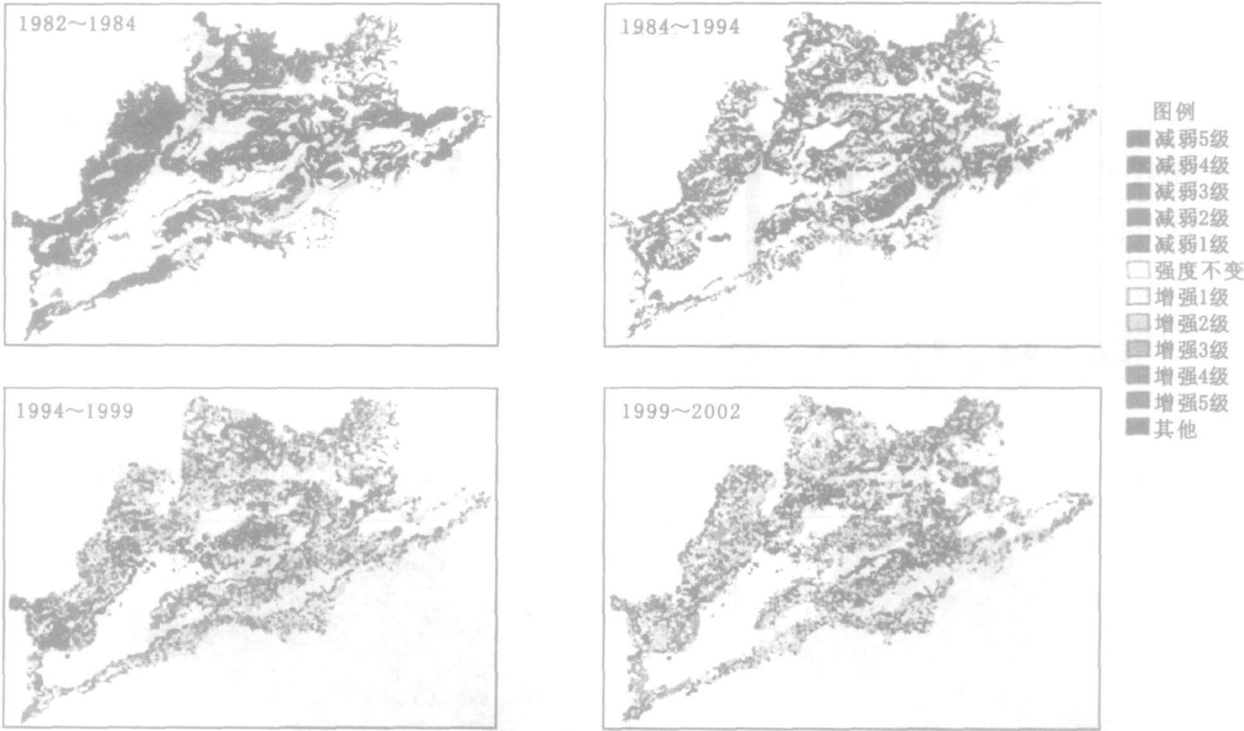 1982～1984
1984～1994
1994～1999
1999～2002
图例
减弱5级
减弱4级
减弱3级
减弱2级
减弱1级
强度不变
增强1级
增强2级
增强3级
增强4级
增强5级
其他